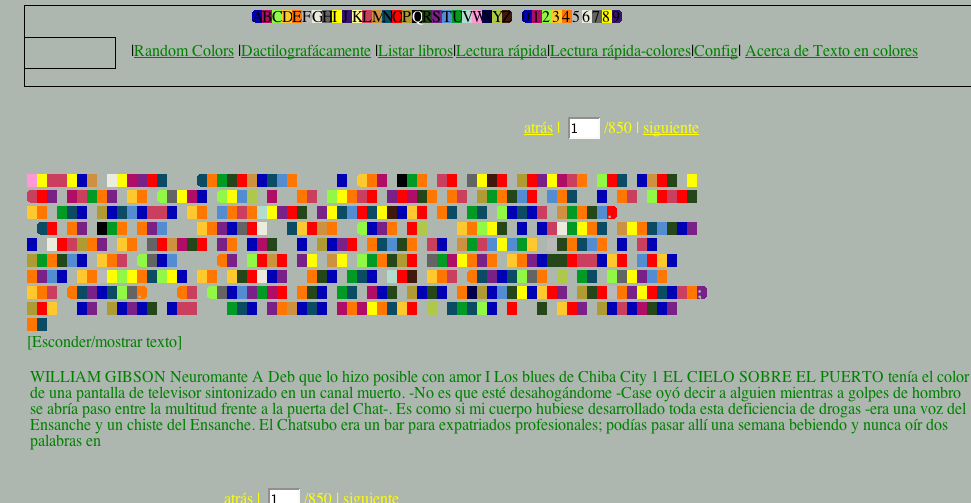 ABCDEFGHIJKLMNOPQRSTUVWXYZ 0123456789
|Random Colors |Dactilografácamente |Listar libros|Lectura rápida|Lectura rápida-colores|Config| Acerca de Texto en colores
atrás | 1 /850 | siguiente
[Esconder/mostrar texto]
WILLIAM GIBSON Neuromante A Deb que lo hizo posible con amor I Los blues de Chiba City 1 EL CIELO SOBRE EL PUERTO tenía el color
de una pantalla de televisor sintonizado en un canal muerto. -No es que esté desahogándome -Case oyó decir a alguien mientras a golpes de hombro
se abría paso entre la multitud frente a la puerta del Chat-. Es como si mi cuerpo hubiese desarrollado toda esta deficiencia de drogas -era una voz del
Ensanche y un chiste del Ensanche. El Chatsubo era un bar para expatriados profesionales; podías pasar allí una semana bebiendo y nunca oír dos
palabras en
atrás | 1 /850 | siguiente